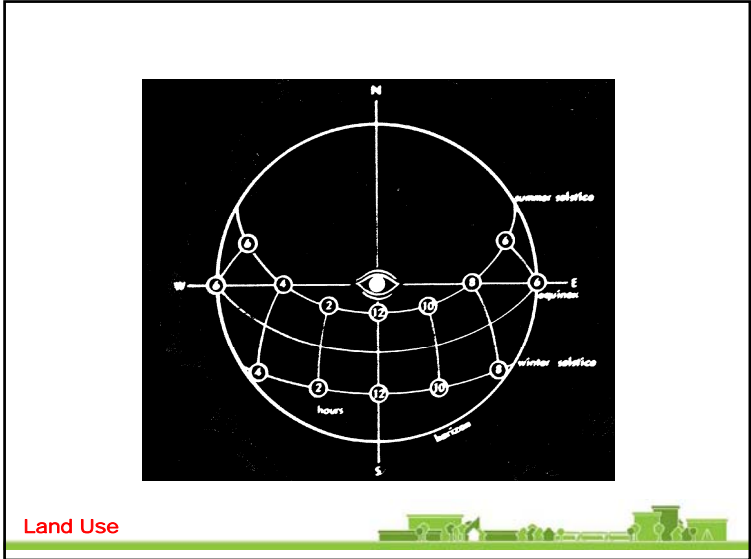 N
summer solstice
6
6
W
6
4
8
6
E
equinox
2
12
10
4
2
12
10
8
winter solstice
hours
horizon
S
Land Use